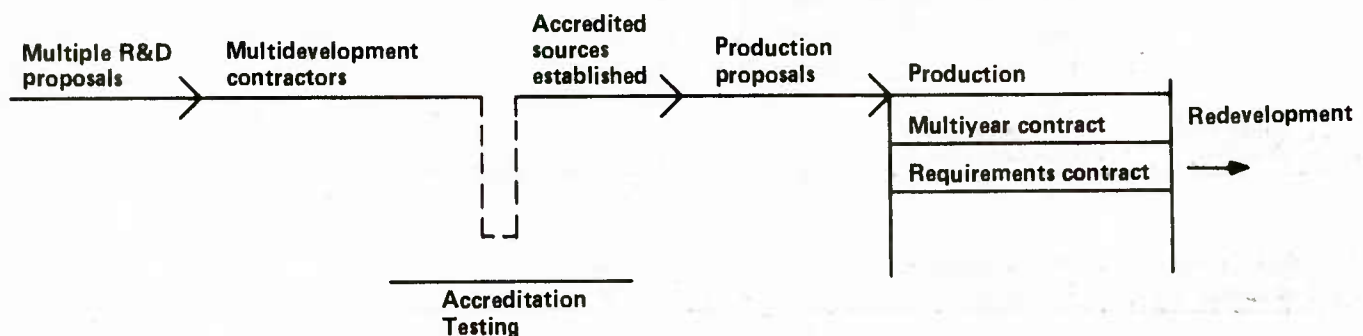 Multiple R&D
proposals
Multidevelopment
contractors
Accredited
sources
established
Production
proposals
Production
Multiyear contract
Requirements contract
Redevelopment
Accreditation
Testing